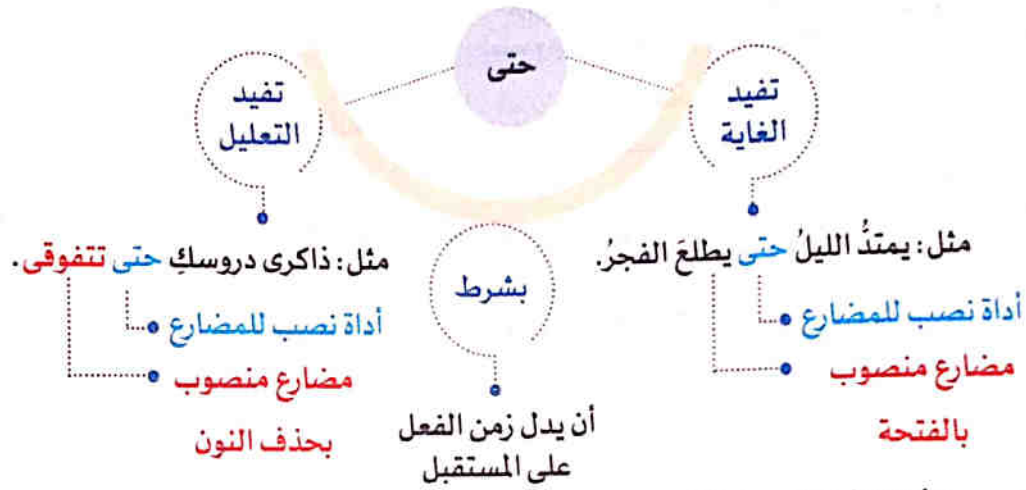 حتى
تفيد
الغاية
مثل: يمتدُّ الليلُ حتى يطلعَ الفجرُ.
أداة نصب للمضارع
مضارع منصوب
بالفتحة
بشرط
أن يدل زمن الفعل
على المستقبل
تفيد
التعليل
مثل: ذاكرى دروسكِ حتى تتفوقى.
أداة نصب للمضارع
مضارع منصوب
بحذف النون